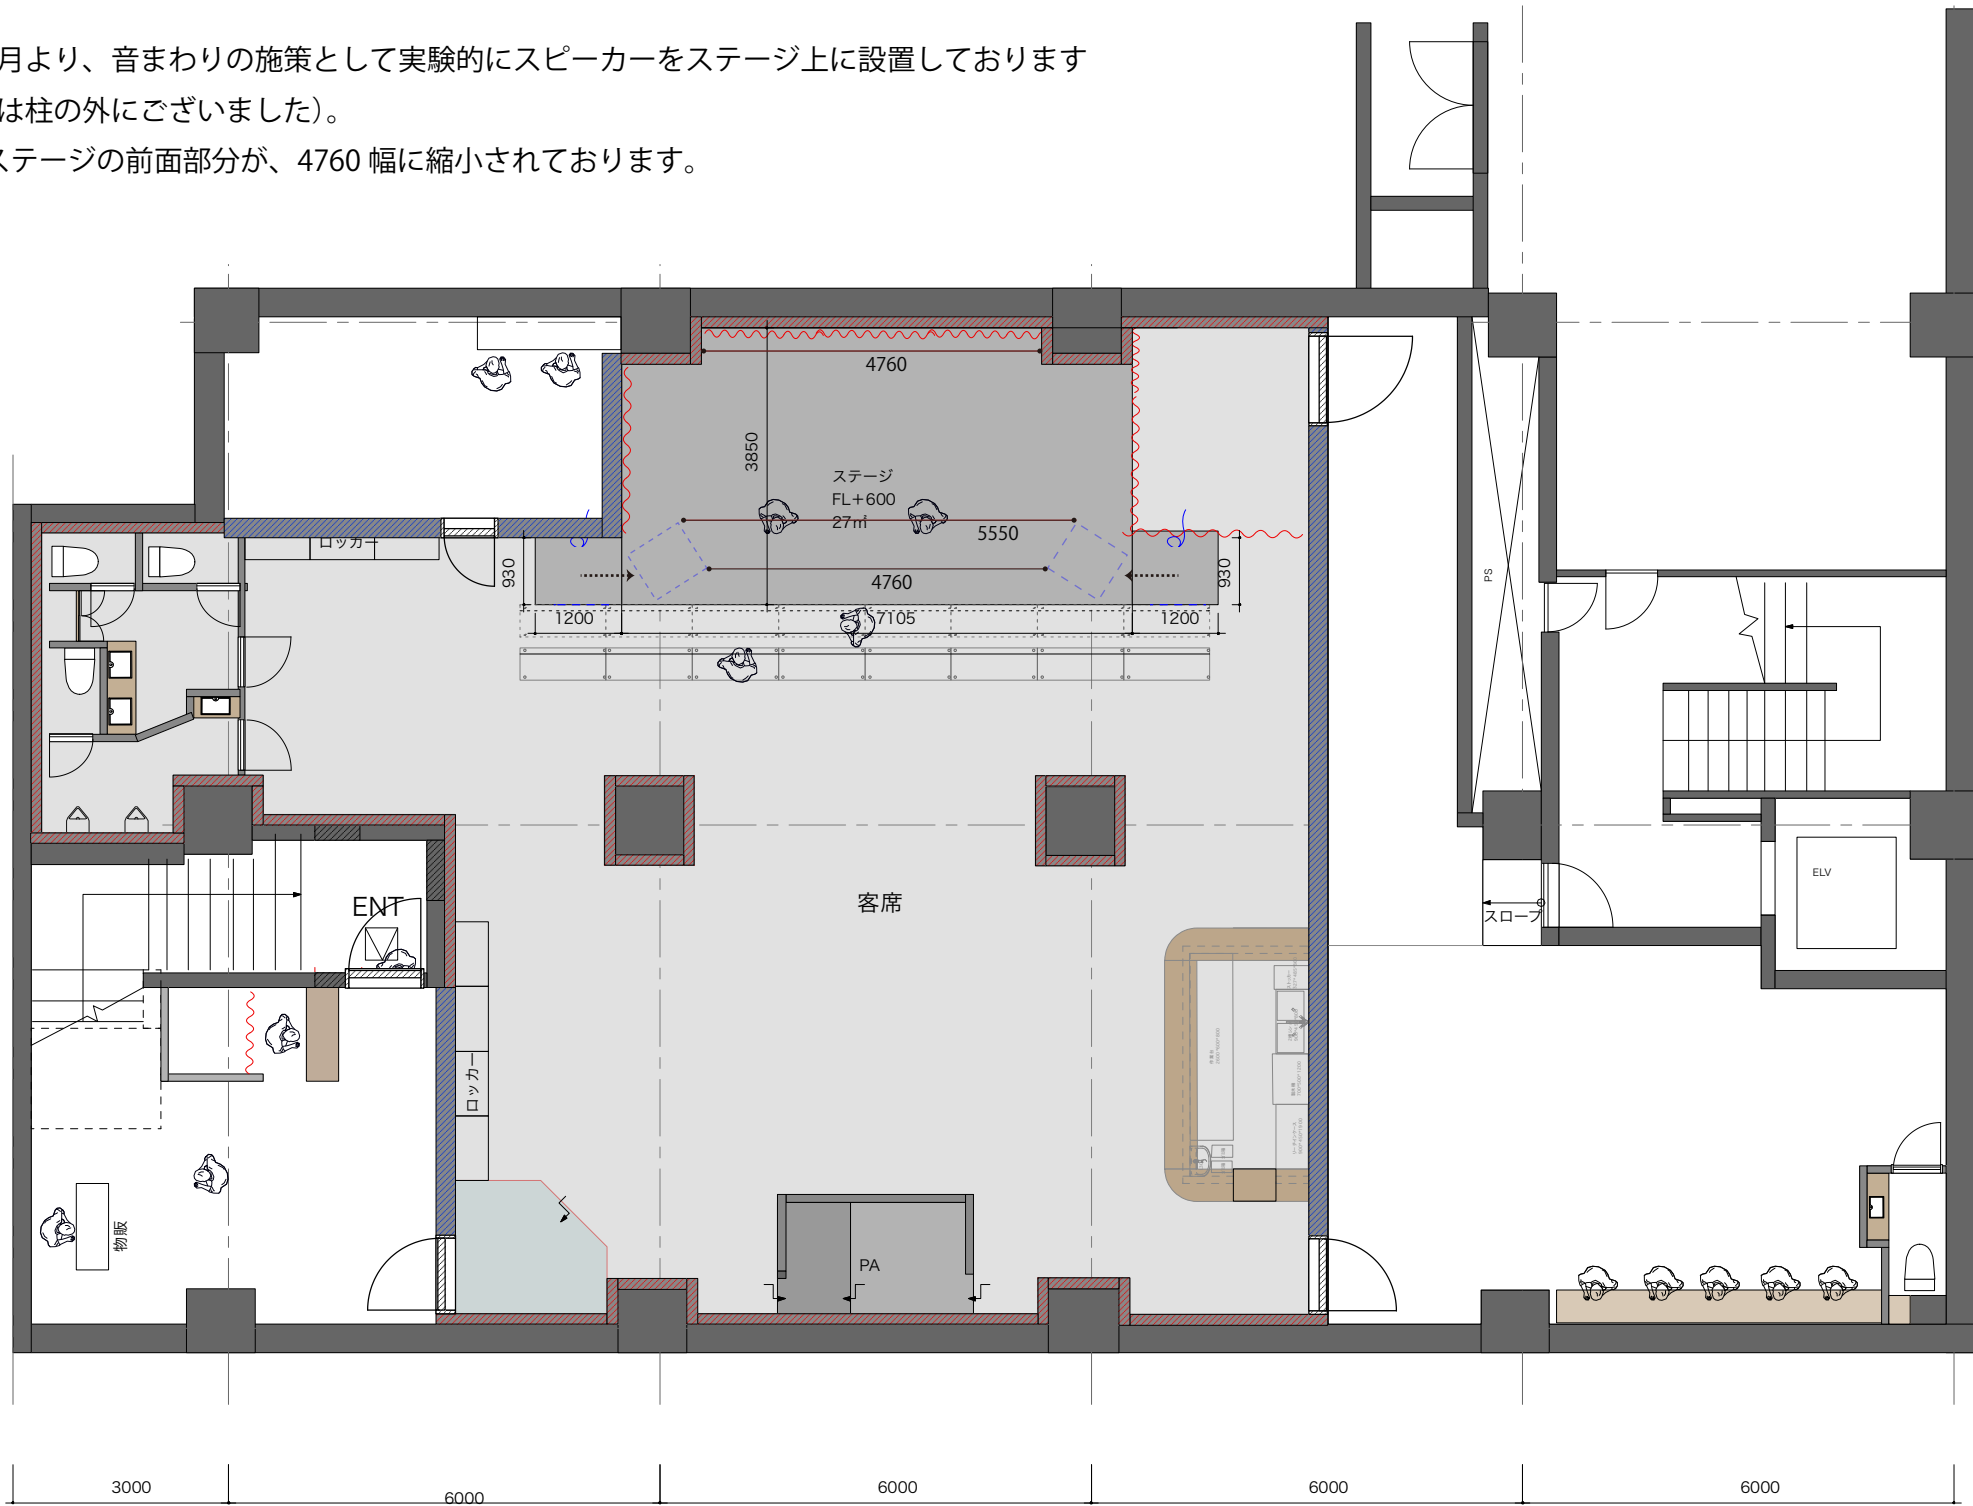 月より、音まわりの施策として実験的にスピーカーをステージ上に設置しております
は柱の外にございました）。
ステージの前面部分が、4760 幅に縮小されております。
4760
3850
ステージ
FL＋600
27㎡
5550
4760
930
930
1200
7105
1200
ロッカー
PS
ENT
客席
ELV
スロープ
ロッカー
物販
PA
3000
6000
6000
6000
6000